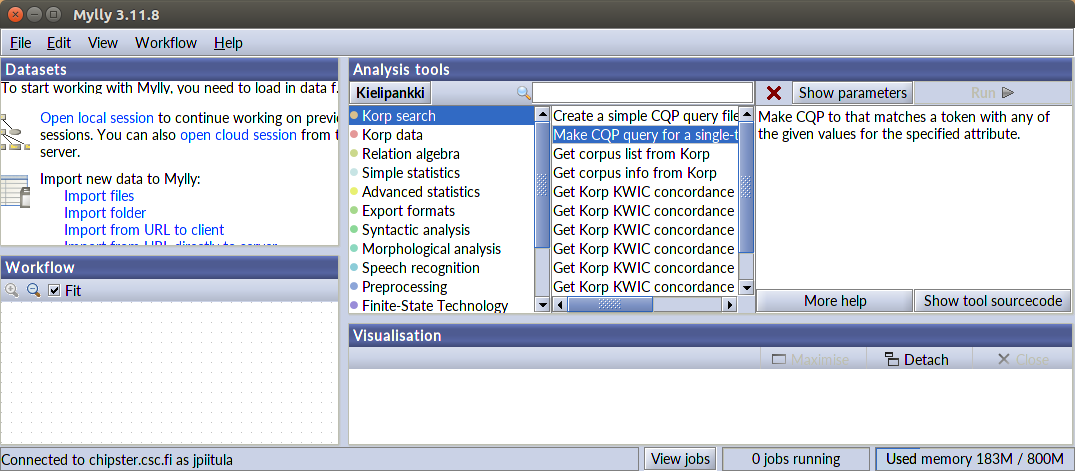 Mylly 3.11.8
File Edit View Workflow Help
Datasets
To start working with Mylly, you need to load in data f.
Open local session to continue working on previo
sessions. You can also open cloud session from t
server.
Import new data to Mylly:
Import files
Import folder
Import from URL to client
Import from URL directly to server
Workflow
Fit
Analysis tools
Kielipankki
Korp search
Korp data
Relation algebra
Simple statistics
Advanced statistics
Export formats
Syntactic analysis
Morphological analysis
Speech recognition
Preprocessing
Finite-State Technology
Create a simple CQP query file
Make CQP query for a single-t
Get corpus list from Korp
Get corpus info from Korp
Get Korp KWIC concordance
Get Korp KWIC concordance
Get Korp KWIC concordance
Get Korp KWIC concordance
Get Korp KWIC concordance
Get Korp KWIC concordance
Show parameters
Run
Make CQP to that matches a token with any of
the given values for the specified attribute.
More help
Show tool sourcecode
Visualisation
Maximise
Detach
Close
Connected to chipster.csc.fi as jpiitula
View jobs
0 jobs running
Used memory 183M / 800M